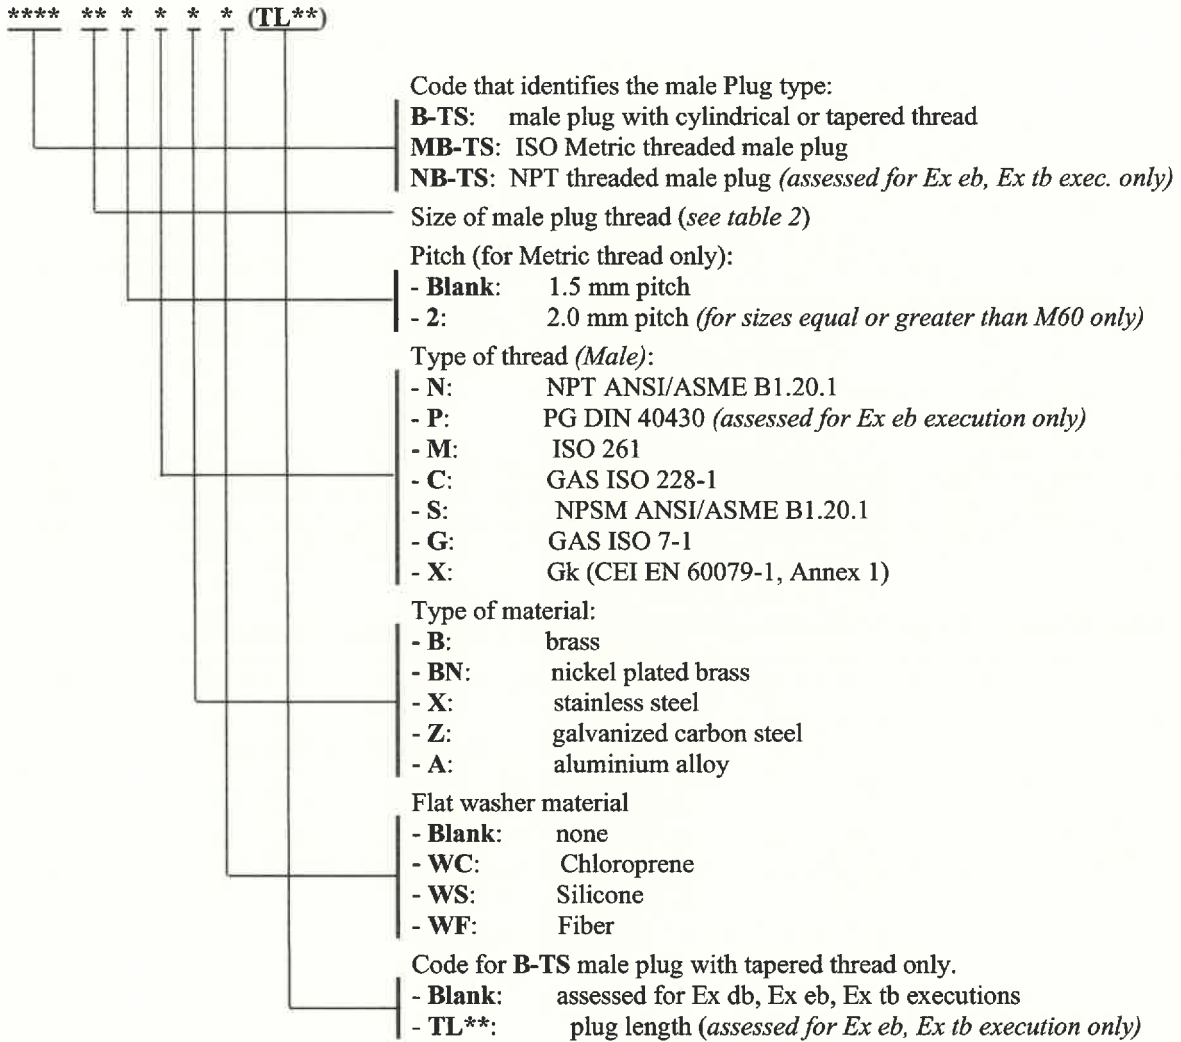 **** ** * * * * (TL**)
Code that identifies the male Plug type:
B-TS: male plug with cylindrical or tapered thread
MB-TS: ISO Metric threaded male plug
NB-TS: NPT threaded male plug (assessed for Ex eb, Ex tb exec. only)
Size of male plug thread (see table 2)
Pitch (for Metric thread only):
- Blank: 1.5 mm pitch
- 2: 2.0 mm pitch (for sizes equal or greater than M60 only)
Type of thread (Male):
- N: NPT ANSI/ASME B1.20.1
- P: PG DIN 40430 (assessed for Ex eb execution only)
- M: ISO 261
- C: GAS ISO 228-1
- S: NPSM ANSI/ASME B1.20.1
- G: GAS ISO 7-1
- X: Gk (CEI EN 60079-1, Annex 1)
Type of material:
- B: brass
- BN: nickel plated brass
- X: stainless steel
- Z: galvanized carbon steel
- A: aluminium alloy
Flat washer material
- Blank: none
- WC: Chloroprene
- WS: Silicone
- WF: Fiber
Code for B-TS male plug with tapered thread only.
- Blank: assessed for Ex db, Ex eb, Ex tb executions
- TL**: plug length (assessed for Ex eb, Ex tb execution only)